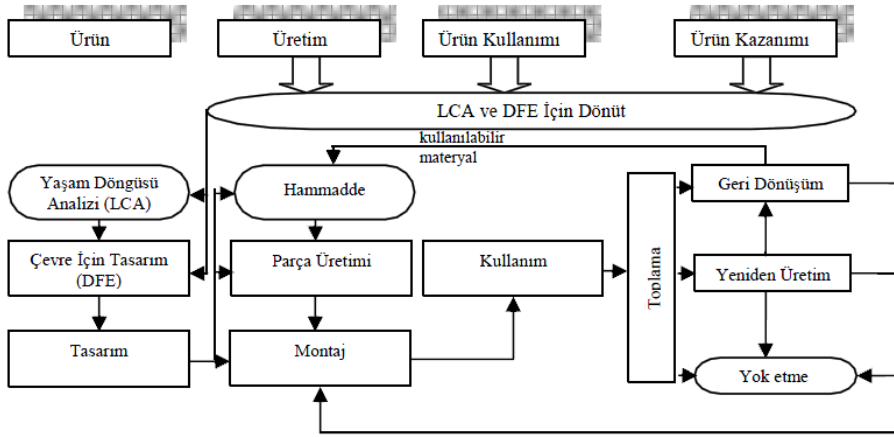 Ürün
Üretim
Ürün Kullanımı
Ürün Kazanımı
LCA ve DFE İçin Dönüt
kullanılabilir
materyal
Yaşam Döngüsü
Analizi (LCA)
Hammadde
Geri Dönüşüm
Çevre İçin Tasarım
(DFE)
Parça Üretimi
Kullanım
Toplama
Yeniden Üretim
Tasarım
Montaj
Yok etme